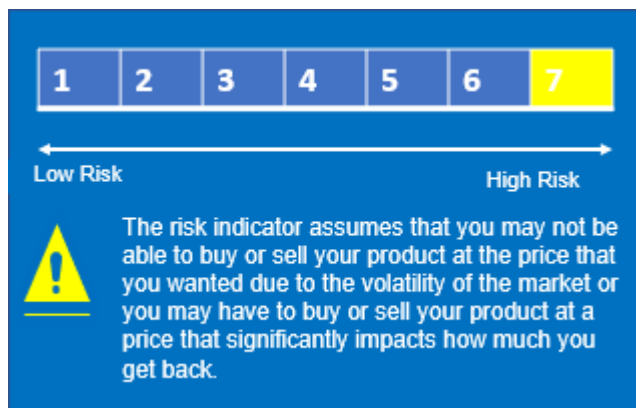 1 2 3 4 5 6 7
Low Risk High Risk
The risk indicator assumes that you may not be
able to buy or sell your product at the price that
you wanted due to the volatility of the market or
you may have to buy or sell your product at a
price that significantly impacts how much you
get back.